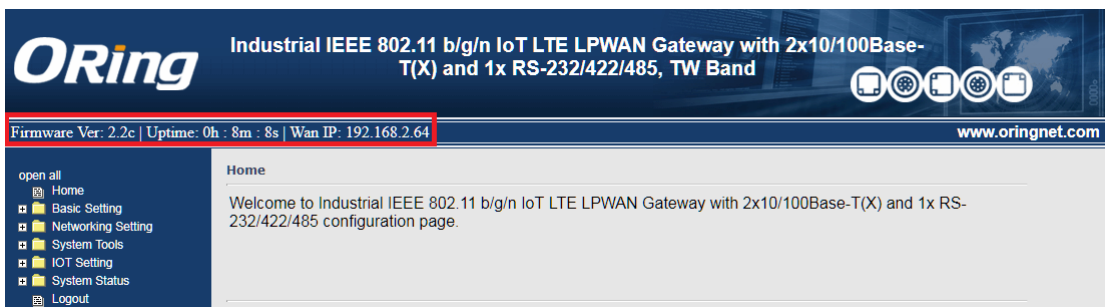 ORing
Industrial IEEE 802.11 b/g/n IoT LTE LPWAN Gateway with 2x10/100Base-
T(X) and 1x RS-232/422/485, TW Band
Firmware Ver: 2.2c | Uptime: 0h : 8m : 8s | Wan IP: 192.168.2.64
www.oringnet.com
open all
Home
Basic Setting
Networking Setting
System Tools
IOT Setting
System Status
Logout
Home
Welcome to Industrial IEEE 802.11 b/g/n IoT LTE LPWAN Gateway with 2x10/100Base-T(X) and 1x RS-
232/422/485 configuration page.